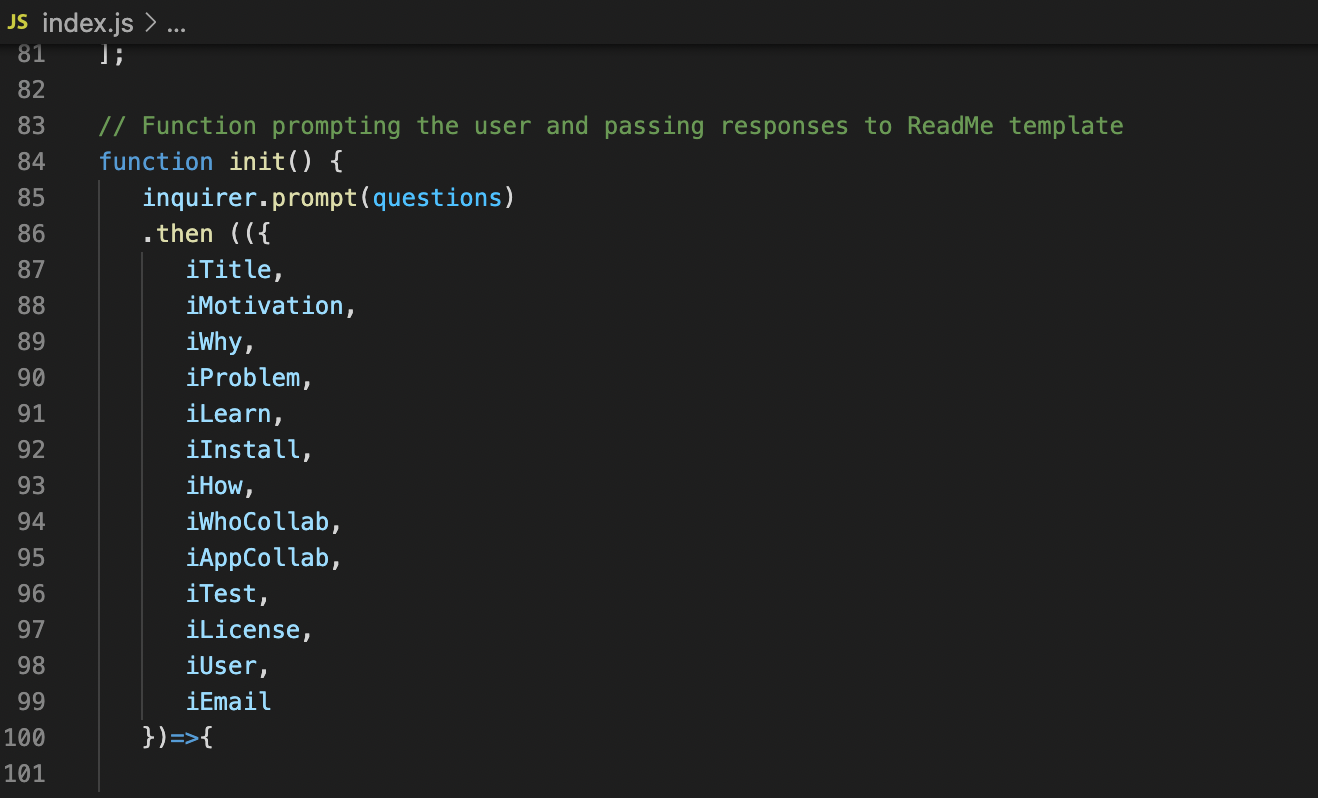 JS index.js > ...
81 ];
82
83 // Function prompting the user and passing responses to ReadMe template
84 function init() {
85 inquirer.prompt(questions)
86 .then (({
87 iTitle,
88 iMotivation,
89 iWhy,
90 iProblem,
91 iLearn,
92 iInstall,
93 iHow,
94 iWhoCollab,
95 iAppCollab,
96 iTest,
97 iLicense,
98 iUser,
99 iEmail
100 })=>{
101